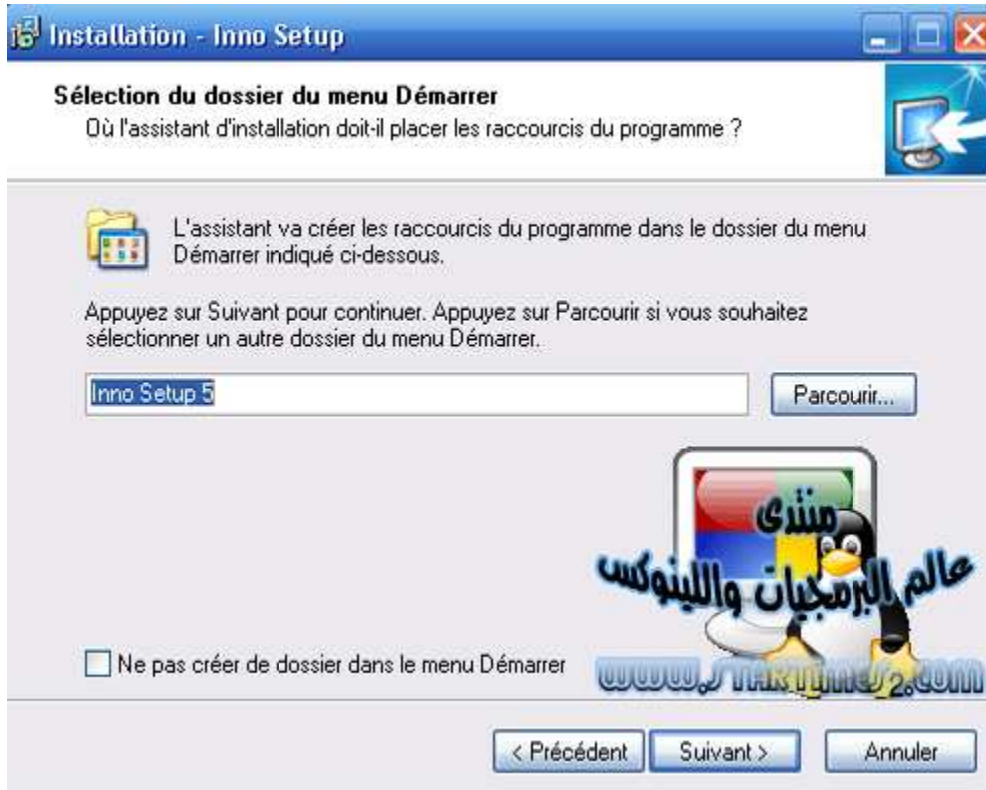 Installation - Inno Setup
Sélection du dossier du menu Démarrer
Où l'assistant d'installation doit-il placer les raccourcis du programme ?
L'assistant va créer les raccourcis du programme dans le dossier du menu
Démarrer indiqué ci-dessous.
Appuyez sur Suivant pour continuer. Appuyez sur Parcourir si vous souhaitez
sélectionner un autre dossier du menu Démarrer.
Inno Setup 5
Parcourir...
منتدى
عالم البرمجيات واللينوكس
www.STARTimes2.com
Ne pas créer de dossier dans le menu Démarrer
< Précédent
Suivant >
Annuler